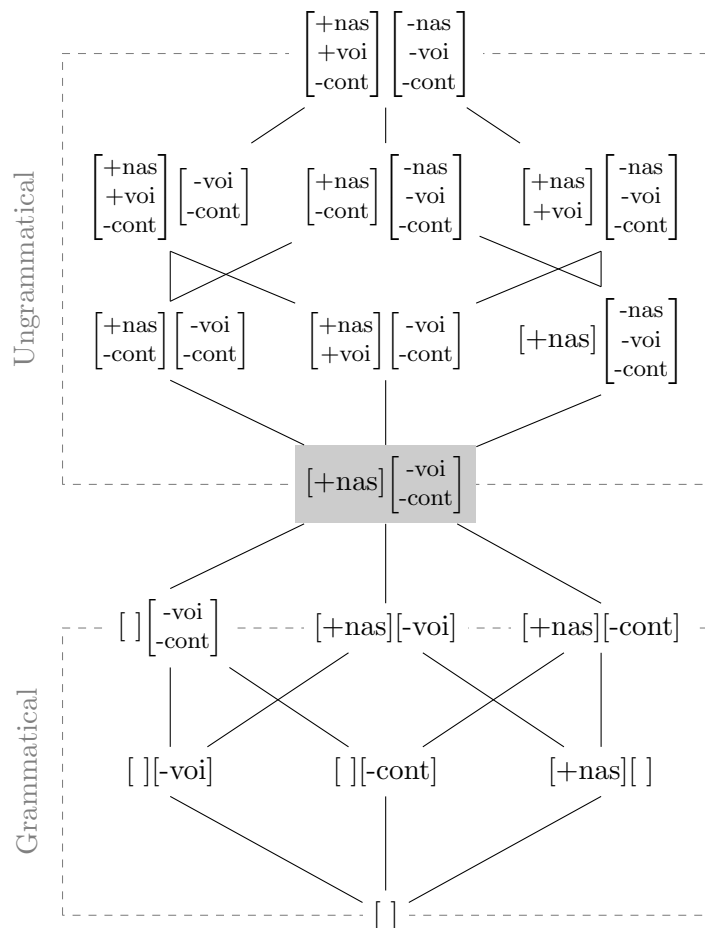 [+nas +voi -cont][-nas -voi -cont]
[+nas +voi -cont][-voi -cont]
[+nas -cont][-nas -voi -cont]
[+nas +voi][-nas -voi -cont]
Ungrammatical
[+nas -cont][-voi -cont]
[+nas +voi][-voi -cont]
[+nas][-nas -voi -cont]
[+nas][-voi -cont]
[ ][-voi -cont]
[+nas][-voi]
[+nas][-cont]
Grammatical
[ ][-voi]
[ ][-cont]
[+nas][ ]
[ ]